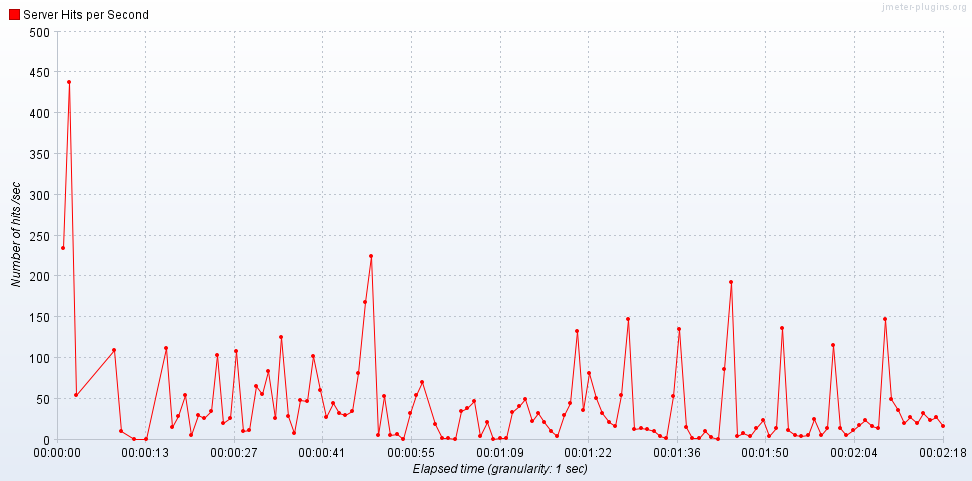 Server Hits per Second
jmeter-plugins.org
500
450
400
350
300
250
200
150
100
50
0
Number of hits /sec
00:00:00 00:00:13 00:00:27 00:00:41 00:00:55 00:01:09 00:01:22 00:01:36 00:01:50 00:02:04 00:02:18
Elapsed time (granularity: 1 sec)